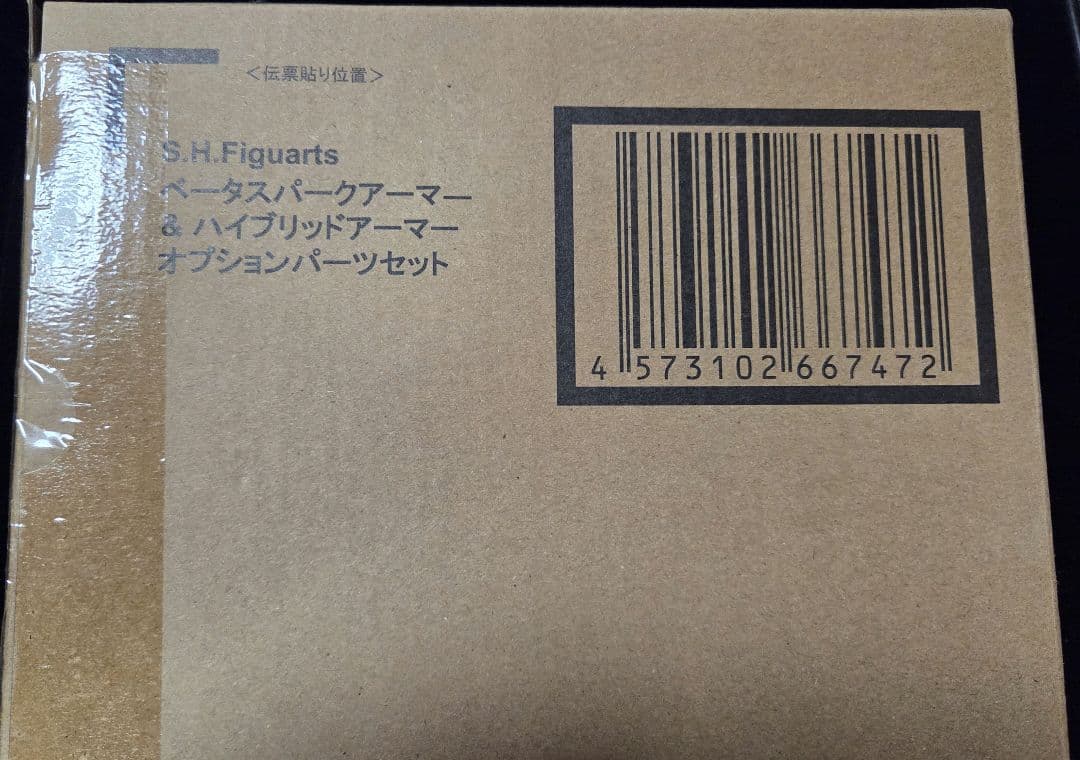 ＜伝票貼り位置＞
S.H.Figuarts
ベータスパークアーマー
& ハイブリッドアーマー
オプションパーツセット
4 573102 667472